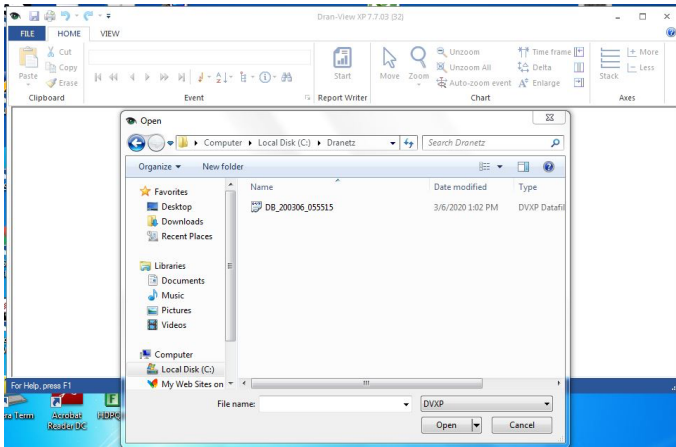 Dran-View XP 7.7.03 (32)
FILE HOME VIEW
Cut
Copy
Paste
Erase
Clipboard
Event
Start
Report Writer
Move
Zoom
Unzoom
Unzoom All
Auto-zoom event
Time frame
Delta
Enlarge
Chart
Stack
More
Less
Axes
Open
Computer Local Disk (C:) Dranetz
Search Dranetz
Organize New folder
Name Date modified Type
Favorites
Desktop
Downloads
Recent Places
Libraries
Documents
Music
Pictures
Videos
Computer
Local Disk (C:)
My Web Sites on
DB_200306_055515 3/6/2020 1:02 PM DVXP Datafil
File name:
DVXP
Open Cancel
For Help, press F1
era Term
Acrobat
Reader DC